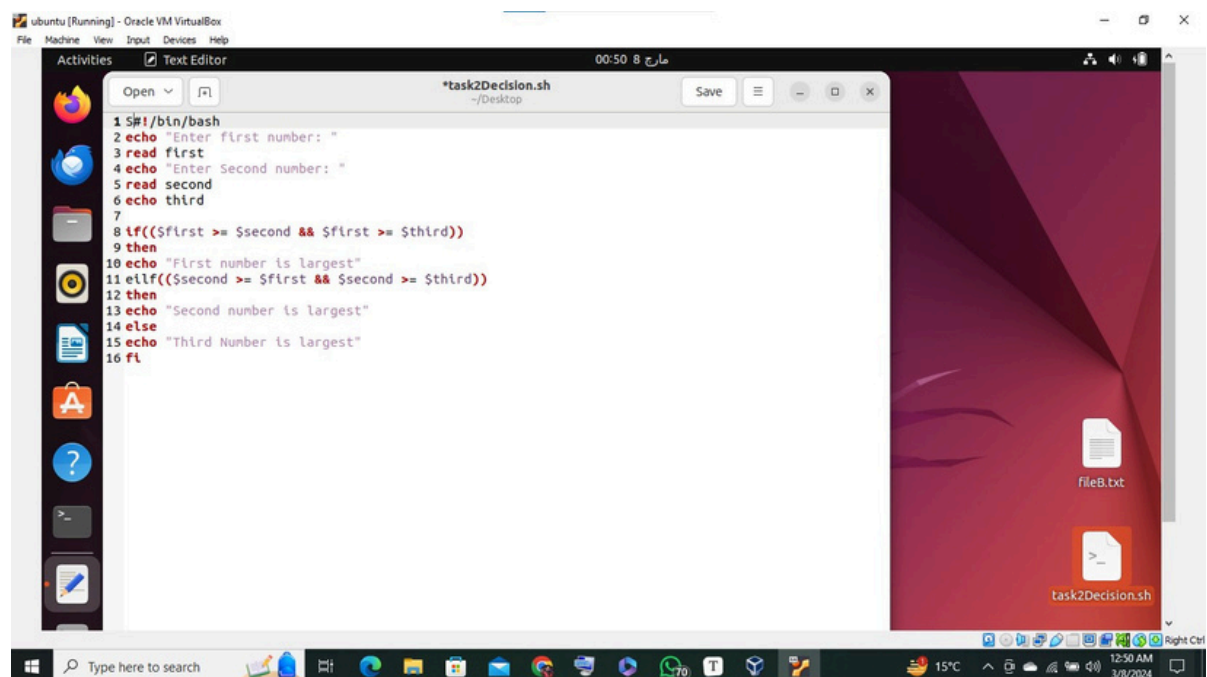 ubuntu [Running] - Oracle VM VirtualBox
File Machine View Input Devices Help
Activities Text Editor 00:50 8 مارچ
Open *task2Decision.sh Save
~/Desktop
1 S#!/bin/bash
2 echo "Enter first number: "
3 read first
4 echo "Enter Second number: "
5 read second
6 echo third
7
8 if(($first >= $second && $first >= $third))
9 then
10 echo "First number is largest"
11 eilf(($second >= $first && $second >= $third))
12 then
13 echo "Second number is largest"
14 else
15 echo "Third Number is largest"
16 fi
fileB.txt
task2Decision.sh
Right Ctrl
Type here to search 70 T 15°C 12:50 AM
3/8/2024